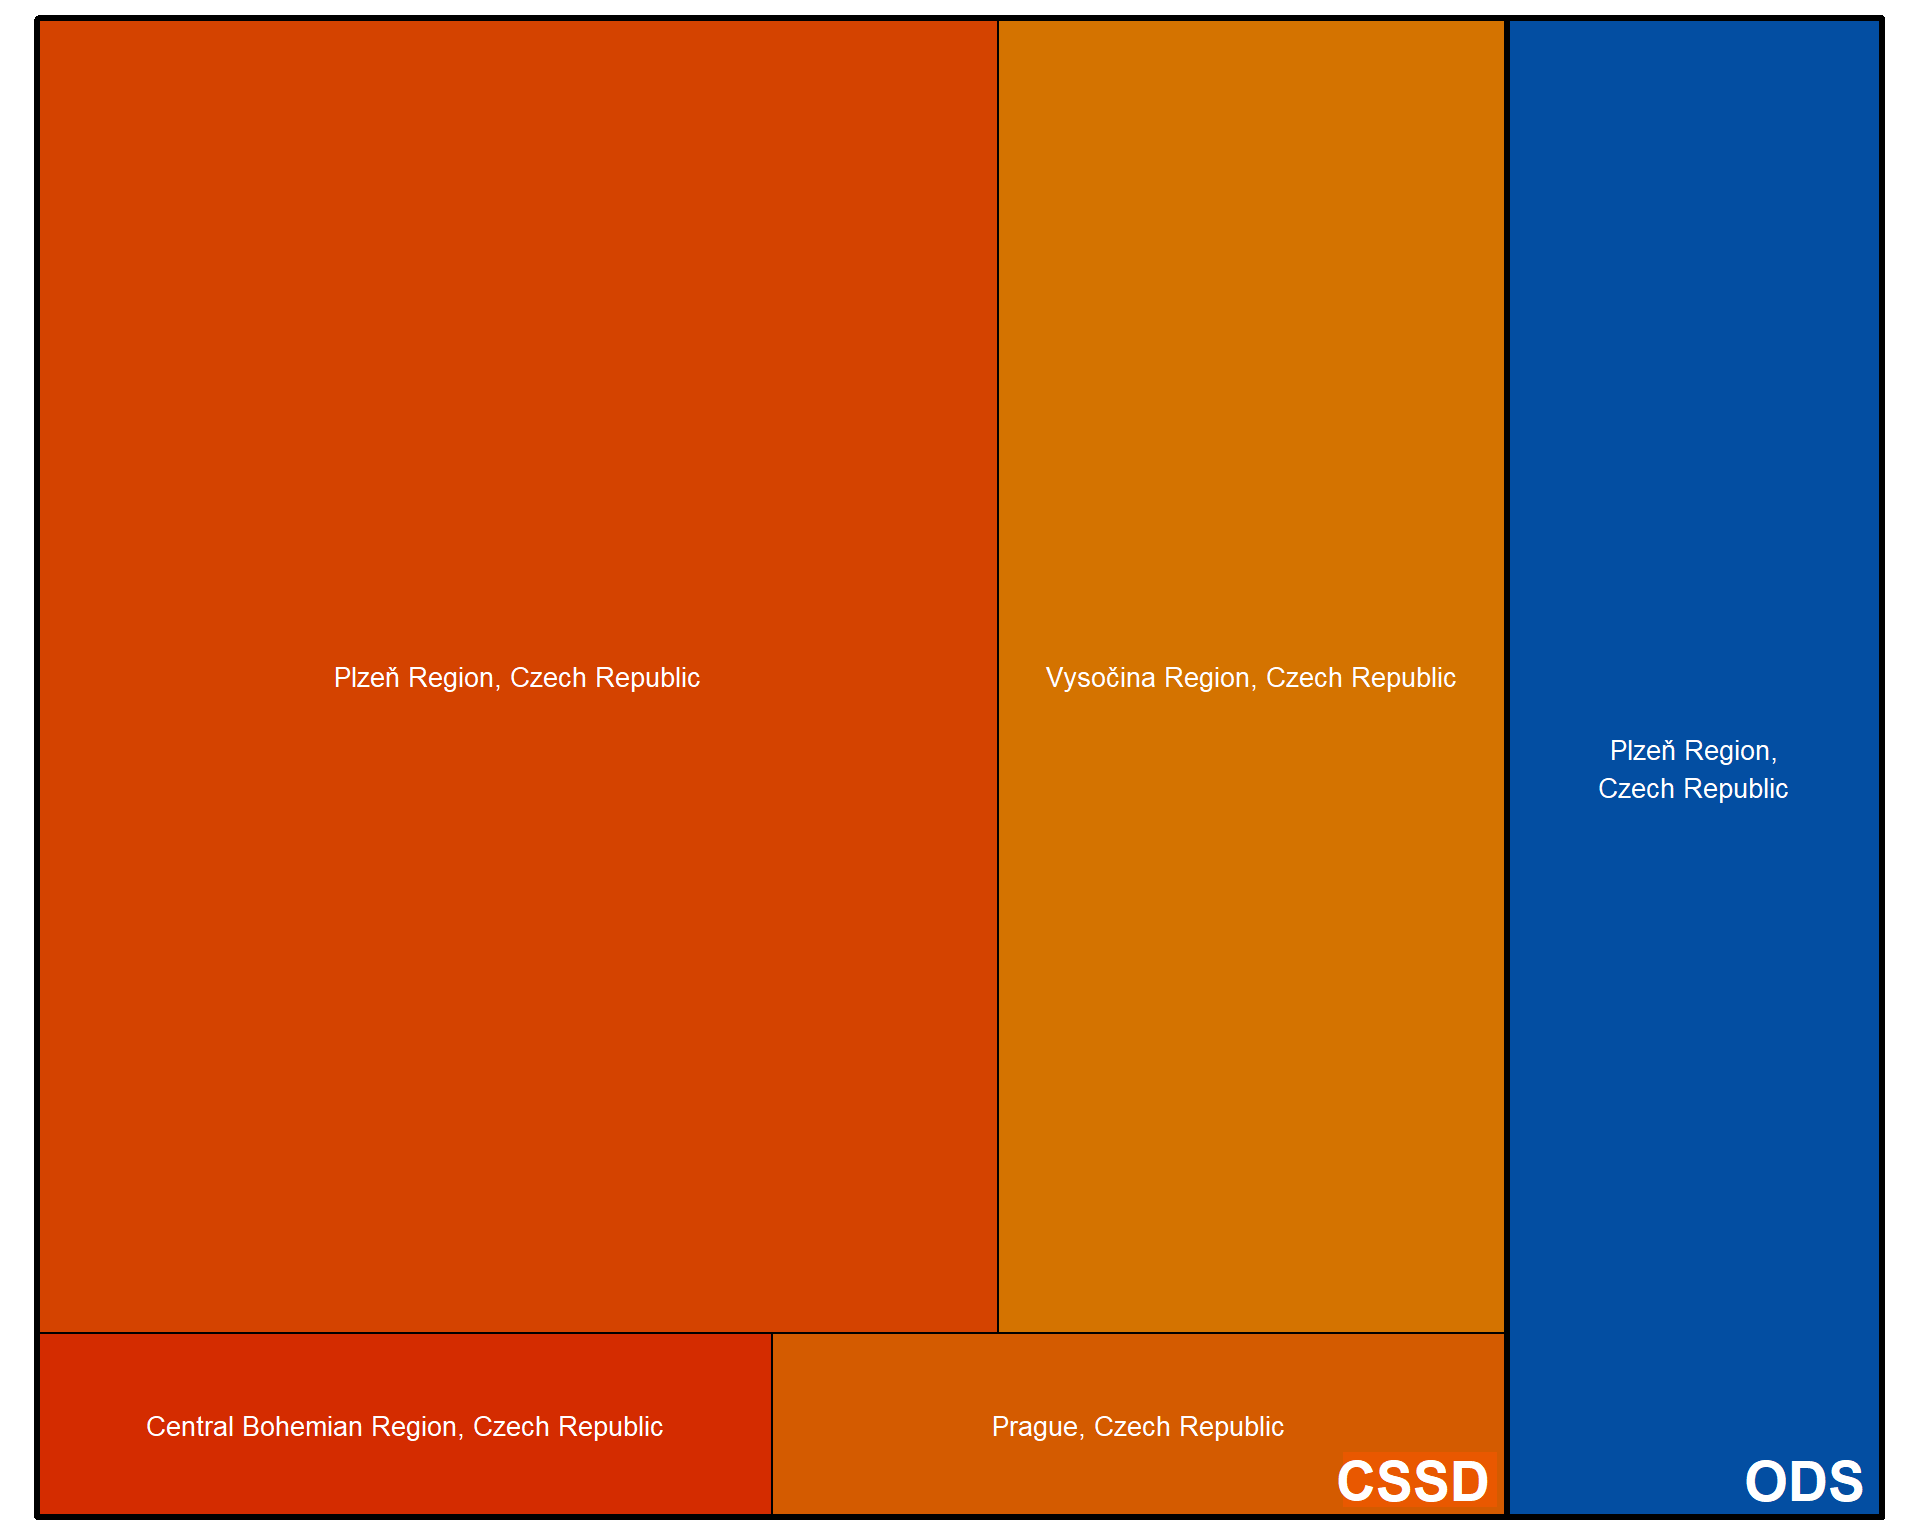 Plzeň Region, Czech Republic
Vysočina Region, Czech Republic
Plzeň Region,
Czech Republic
Central Bohemian Region, Czech Republic
Prague, Czech Republic
CSSD
ODS